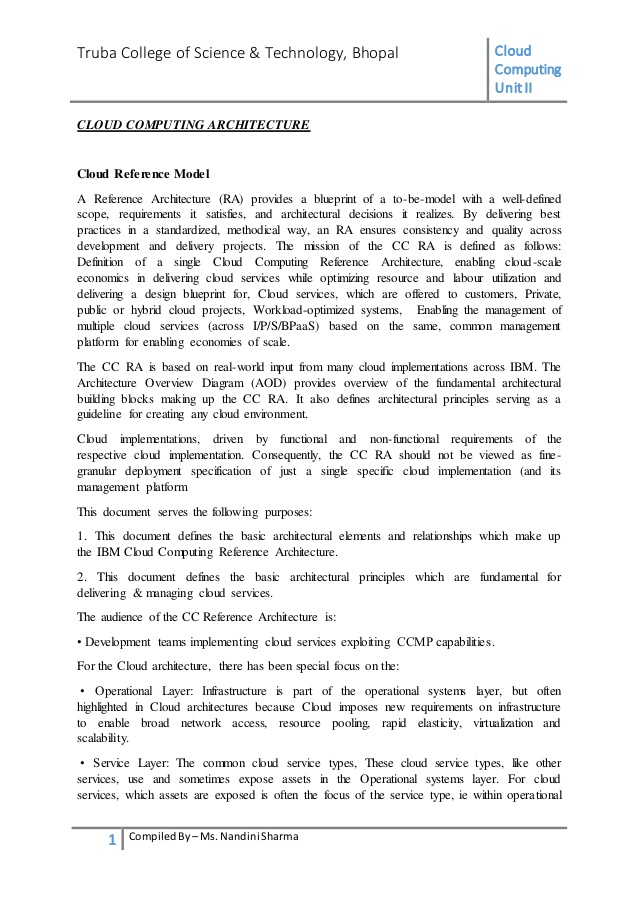 Truba College of Science & Technology, Bhopal
Cloud
Computing
Unit II
CLOUD COMPUTING ARCHITECTURE
Cloud Reference Model
A Reference Architecture (RA) provides a blueprint of a to-be-model with a well-defined
scope, requirements it satisfies, and architectural decisions it realizes. By delivering best
practices in a standardized, methodical way, an RA ensures consistency and quality across
development and delivery projects. The mission of the CC RA is defined as follows:
Definition of a single Cloud Computing Reference Architecture, enabling cloud-scale
economics in delivering cloud services while optimizing resource and labour utilization and
delivering a design blueprint for, Cloud services, which are offered to customers, Private,
public or hybrid cloud projects, Workload-optimized systems, Enabling the management of
multiple cloud services (across I/P/S/BPaaS) based on the same, common management
platform for enabling economies of scale.
The CC RA is based on real-world input from many cloud implementations across IBM. The
Architecture Overview Diagram (AOD) provides overview of the fundamental architectural
building blocks making up the CC RA. It also defines architectural principles serving as a
guideline for creating any cloud environment.
Cloud implementations, driven by functional and non-functional requirements of the
respective cloud implementation. Consequently, the CC RA should not be viewed as fine-
granular deployment specification of just a single specific cloud implementation (and its
management platform
This document serves the following purposes:
1. This document defines the basic architectural elements and relationships which make up
the IBM Cloud Computing Reference Architecture.
2. This document defines the basic architectural principles which are fundamental for
delivering & managing cloud services.
The audience of the CC Reference Architecture is:
• Development teams implementing cloud services exploiting CCMP capabilities.
For the Cloud architecture, there has been special focus on the:
• Operational Layer: Infrastructure is part of the operational systems layer, but often
highlighted in Cloud architectures because Cloud imposes new requirements on infrastructure
to enable broad network access, resource pooling, rapid elasticity, virtualization and
scalability.
• Service Layer: The common cloud service types, These cloud service types, like other
services, use and sometimes expose assets in the Operational systems layer. For cloud
services, which assets are exposed is often the focus of the service type, ie within operational
1 Compiled By – Ms. Nandini Sharma